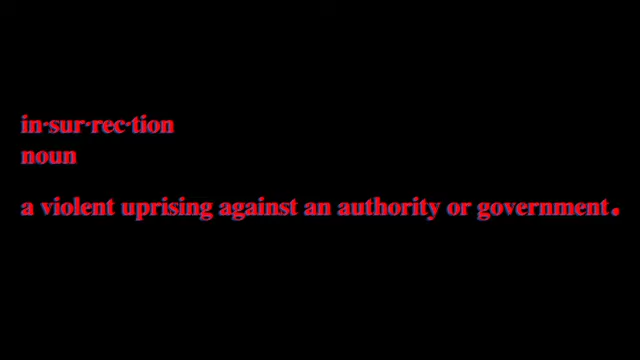 in·sur·rec·tion
noun
a violent uprising against an authority or government.